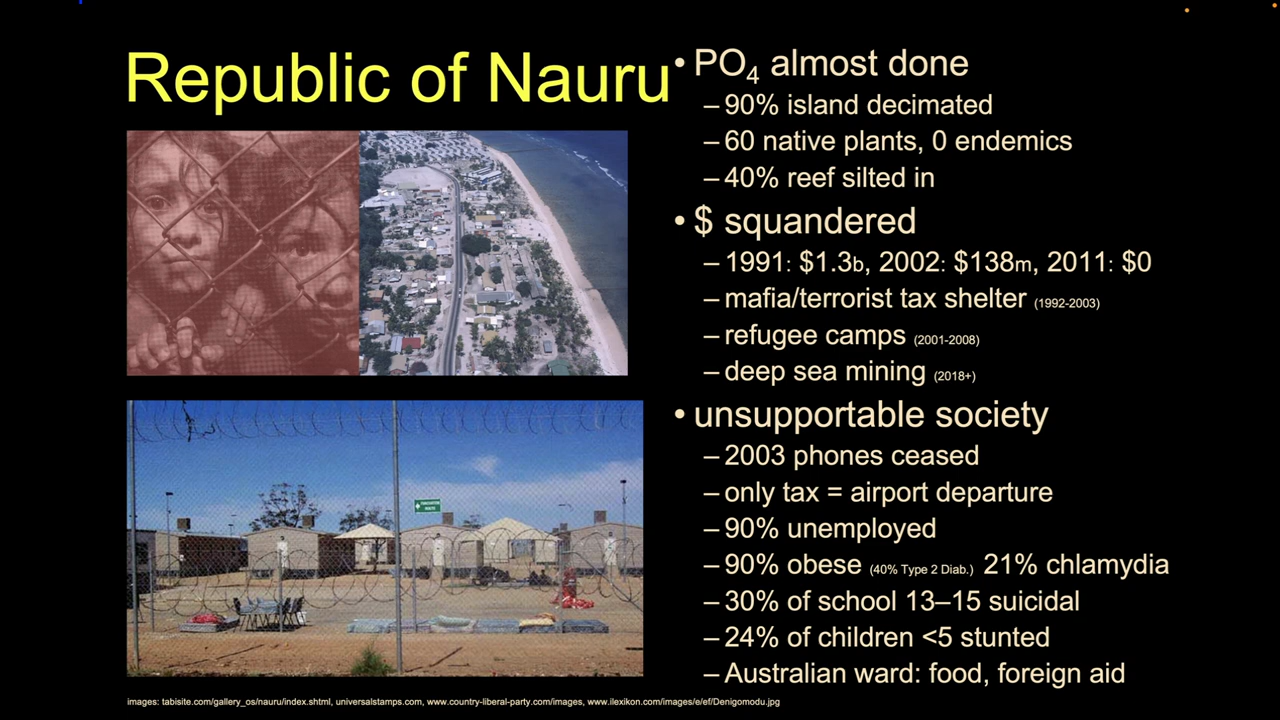 Republic of Nauru
• PO₄ almost done
– 90% island decimated
– 60 native plants, 0 endemics
– 40% reef silted in
• $ squandered
– 1991: $1.3b, 2002: $138m, 2011: $0
– mafia/terrorist tax shelter (1992-2003)
– refugee camps (2001-2008)
– deep sea mining (2018+)
• unsupportable society
– 2003 phones ceased
– only tax = airport departure
– 90% unemployed
– 90% obese (40% Type 2 Diab.) 21% chlamydia
– 30% of school 13–15 suicidal
– 24% of children <5 stunted
– Australian ward: food, foreign aid
images: tabisite.com/gallery_os/nauru/index.shtml, universalstamps.com, www.country-liberal-party.com/images, www.ilexikon.com/images/e/ef/Denigomodu.jpg